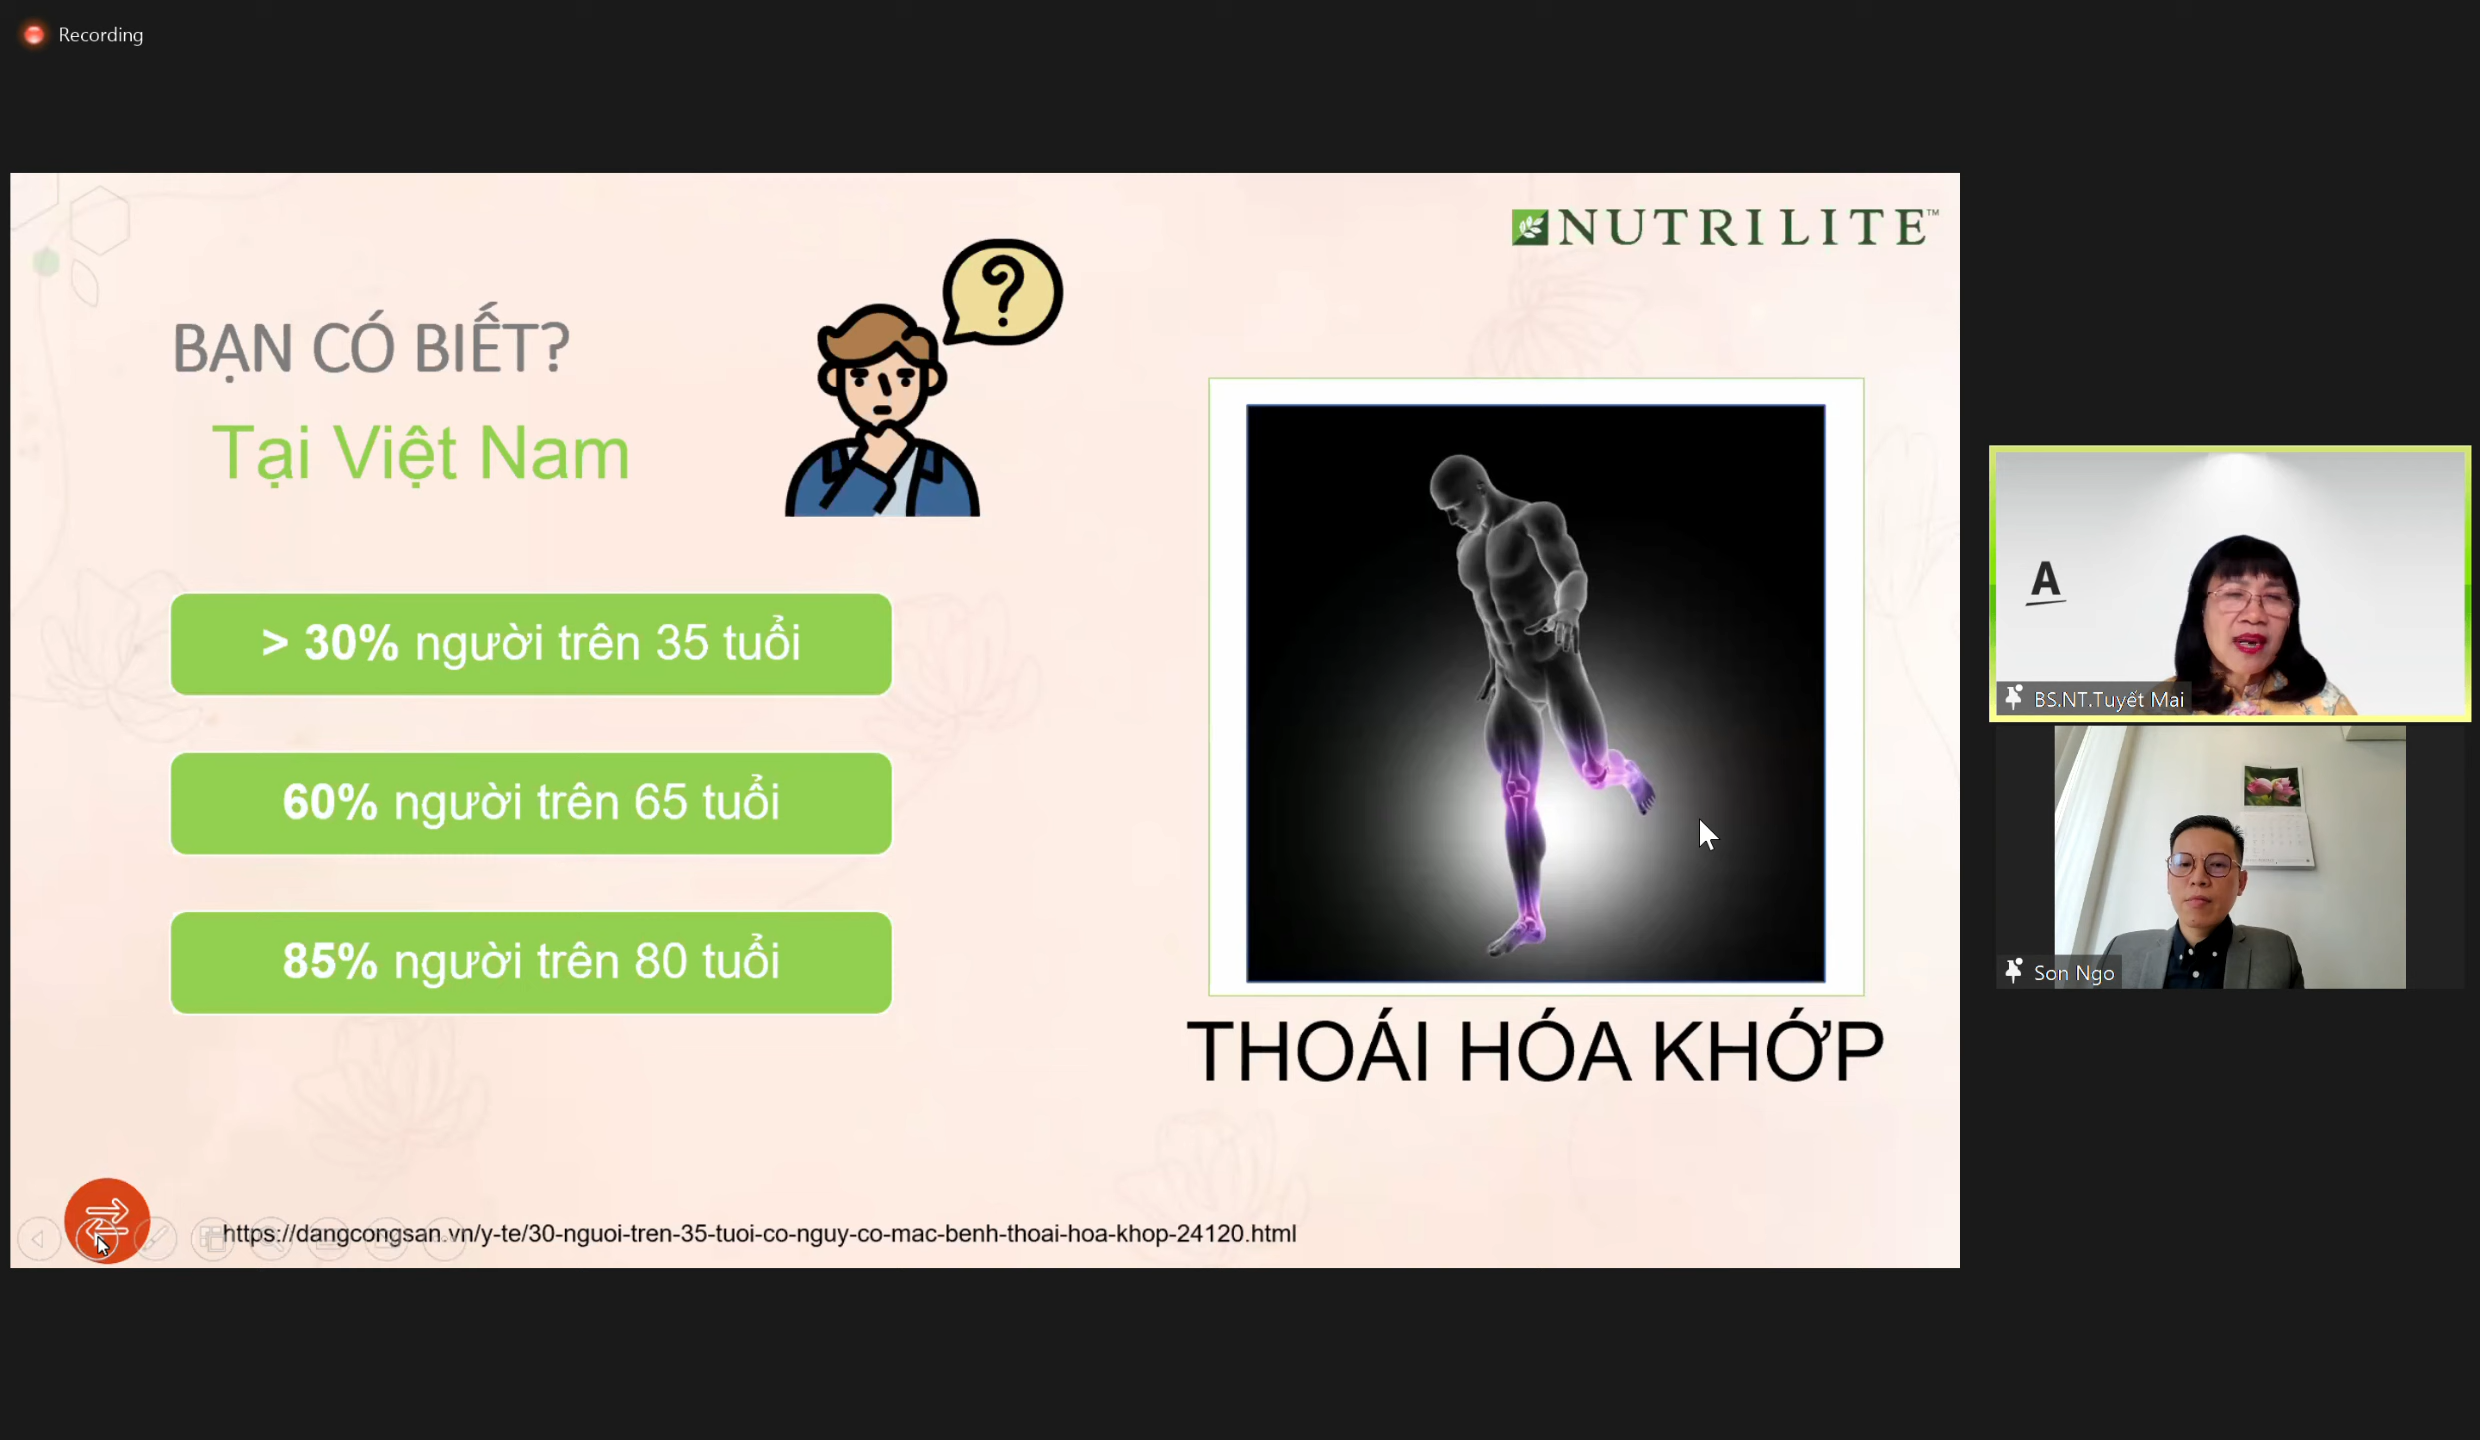 Recording
NUTRILITE™
BẠN CÓ BIẾT?
Tại Việt Nam
?
> 30% người trên 35 tuổi
60% người trên 65 tuổi
85% người trên 80 tuổi
THOÁI HÓA KHỚP
https://dangcongsan.vn/y-te/30-nguoi-tren-35-tuoi-co-nguy-co-mac-benh-thoai-hoa-khop-24120.html
A
BS.NT.Tuyết Mai
Son Ngo